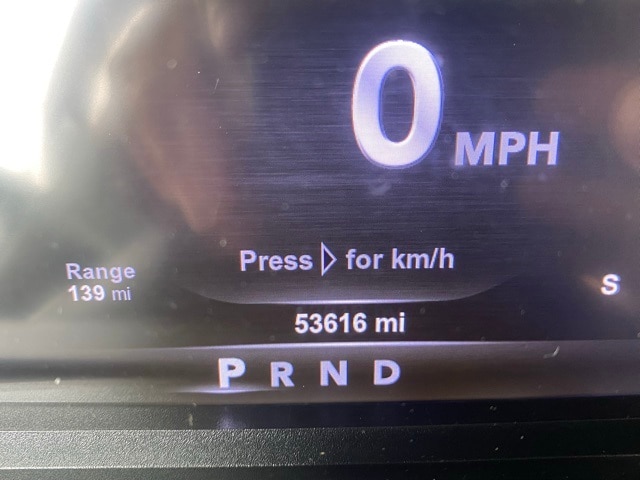 0 MPH
Press ▷ for km/h
Range
139 mi
S
53616 mi
P R N D